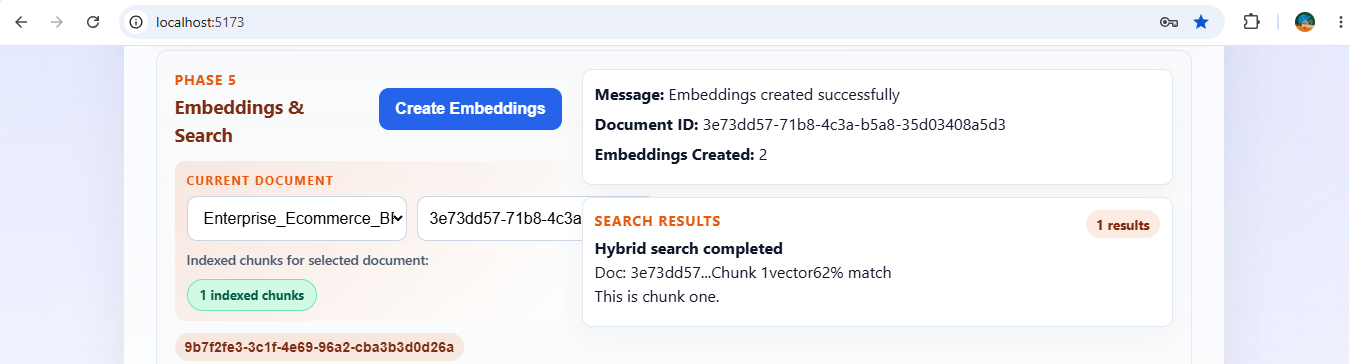 localhost:5173
PHASE 5
Embeddings &
Search
Create Embeddings
CURRENT DOCUMENT
Enterprise_Ecommerce_B
3e73dd57-71b8-4c3a
Indexed chunks for selected document:
1 indexed chunks
9b7f2fe3-3c1f-4e69-96a2-cba3b3d0d26a
Message: Embeddings created successfully
Document ID: 3e73dd57-71b8-4c3a-b5a8-35d03408a5d3
Embeddings Created: 2
SEARCH RESULTS
1 results
Hybrid search completed
Doc: 3e73dd57...Chunk 1vector62% match
This is chunk one.